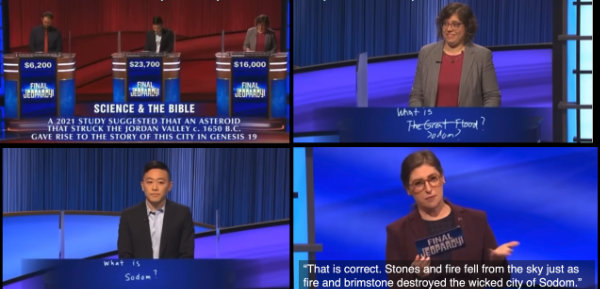 $6,200
$23,700
$16,000
FINAL
JEOPARDY!
FINAL
JEOPARDY!
FINAL
JEOPARDY!
SCIENCE & THE BIBLE
A 2021 STUDY SUGGESTED THAT AN ASTEROID
THAT STRUCK THE JORDAN VALLEY c. 1650 B.C.
GAVE RISE TO THE STORY OF THIS CITY IN GENESIS 19
What is
The Great Flood?
Sodom?
What is
Sodom?
FINAL
JEOPARDY!
"That is correct. Stones and fire fell from the sky just as
fire and brimstone destroyed the wicked city of Sodom."